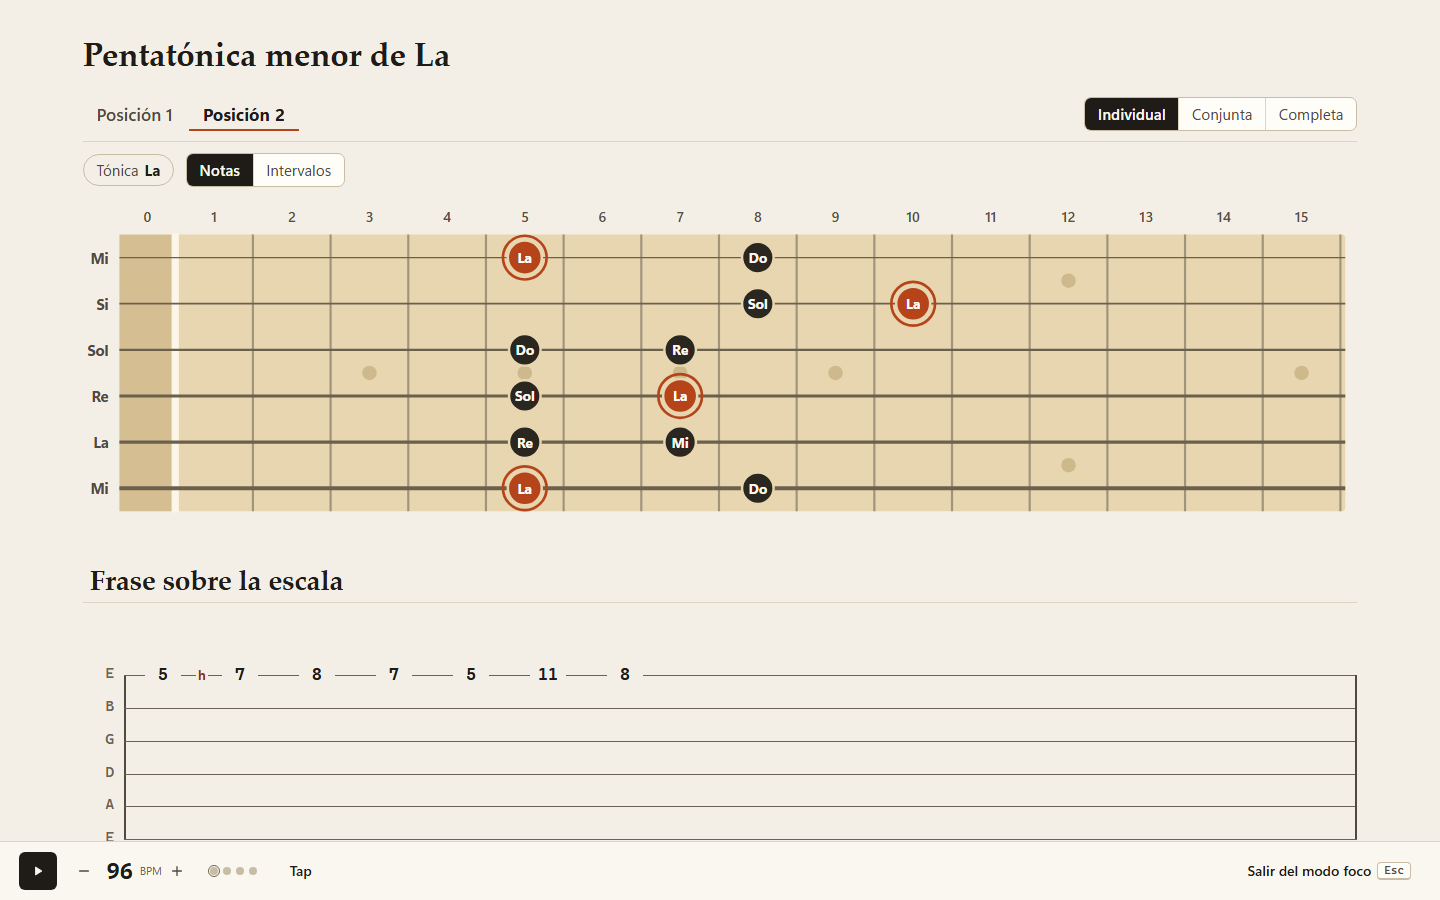 Pentatónica menor de La
Posición 1 Posición 2 Individual Conjunta Completa
Tónica La Notas Intervalos
0 1 2 3 4 5 6 7 8 9 10 11 12 13 14 15
Mi La Do
Si Sol La
Sol Do Re
Re Sol La
La Re Mi
Mi La Do
Frase sobre la escala
E 5 h 7 8 7 5 11 8
B
G
D
A
E
96 BPM + Tap Salir del modo foco Esc